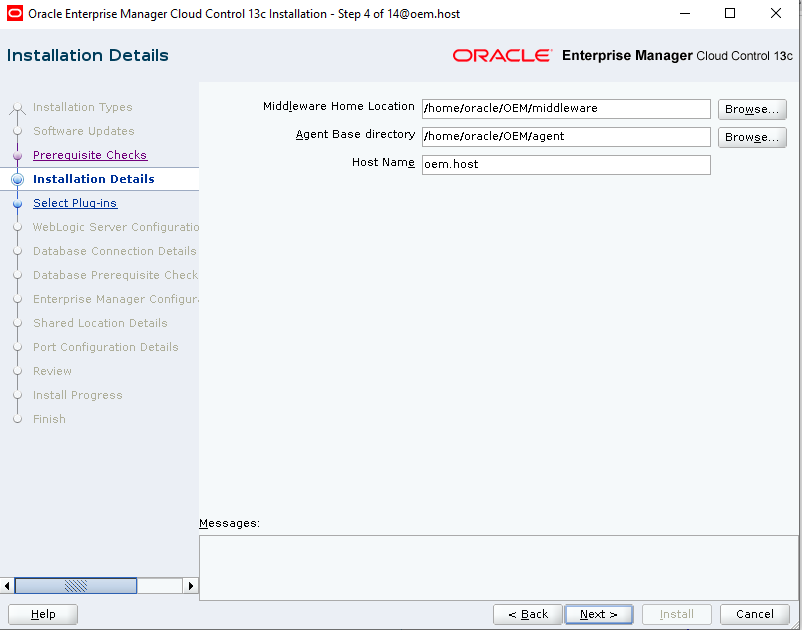 Oracle Enterprise Manager Cloud Control 13c Installation - Step 4 of 14@oem.host
Installation Details
ORACLE Enterprise Manager Cloud Control 13c
Installation Types
Software Updates
Prerequisite Checks
Installation Details
Select Plug-ins
WebLogic Server Configuratio
Database Connection Details
Database Prerequisite Check
Enterprise Manager Configur
Shared Location Details
Port Configuration Details
Review
Install Progress
Finish
Middleware Home Location /home/oracle/OEM/middleware Browse...
Agent Base directory /home/oracle/OEM/agent Browse...
Host Name oem.host
Messages:
Help < Back Next > Install Cancel